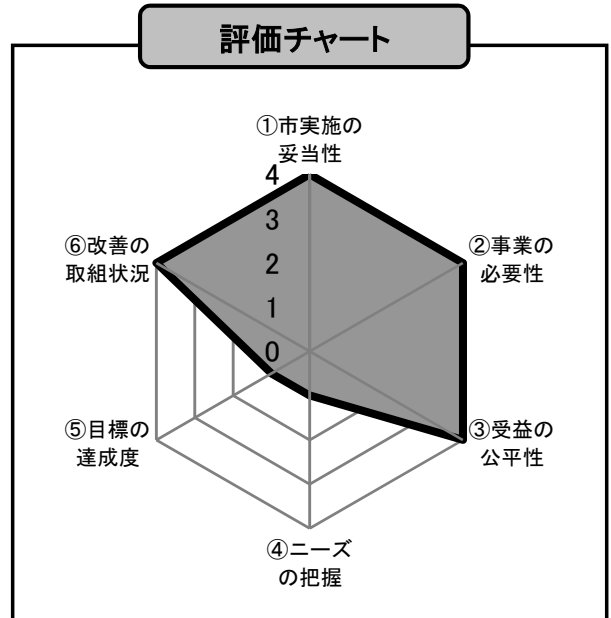 評価チャート
①市実施の
妥当性
4
3
2
1
0
②事業の
必要性
③受益の
公平性
④ニーズ
の把握
⑤目標の
達成度
⑥改善の
取組状況